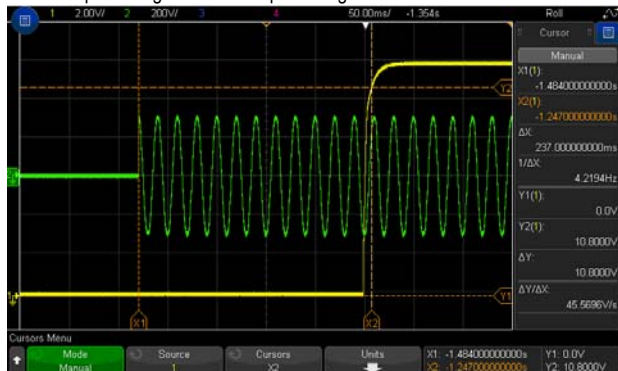 1 2.00V/ 2 200V/ 3 4 50.00ms/ -1.354s Roll
Cursor
Manual
X1(1):
-1.484000000000s
X2(1):
-1.247000000000s
ΔX:
237.000000000ms
1/ΔX:
4.2194Hz
Y1(1):
0.0V
Y2(1):
10.8000V
ΔY:
10.8000V
ΔY/ΔX:
45.5696V/s
Y2
Y1
X1 X2
Cursors Menu
Mode Source Cursors Units X1: -1.484000000000s Y1: 0.0V
Manual 1 X2 X2: -1.247000000000s Y2: 10.8000V